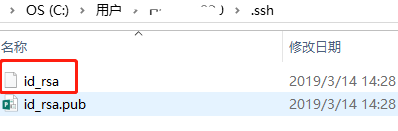 OS (C:) > 用户 > > .ssh
名称 修改日期
id_rsa 2019/3/14 14:28
id_rsa.pub 2019/3/14 14:28